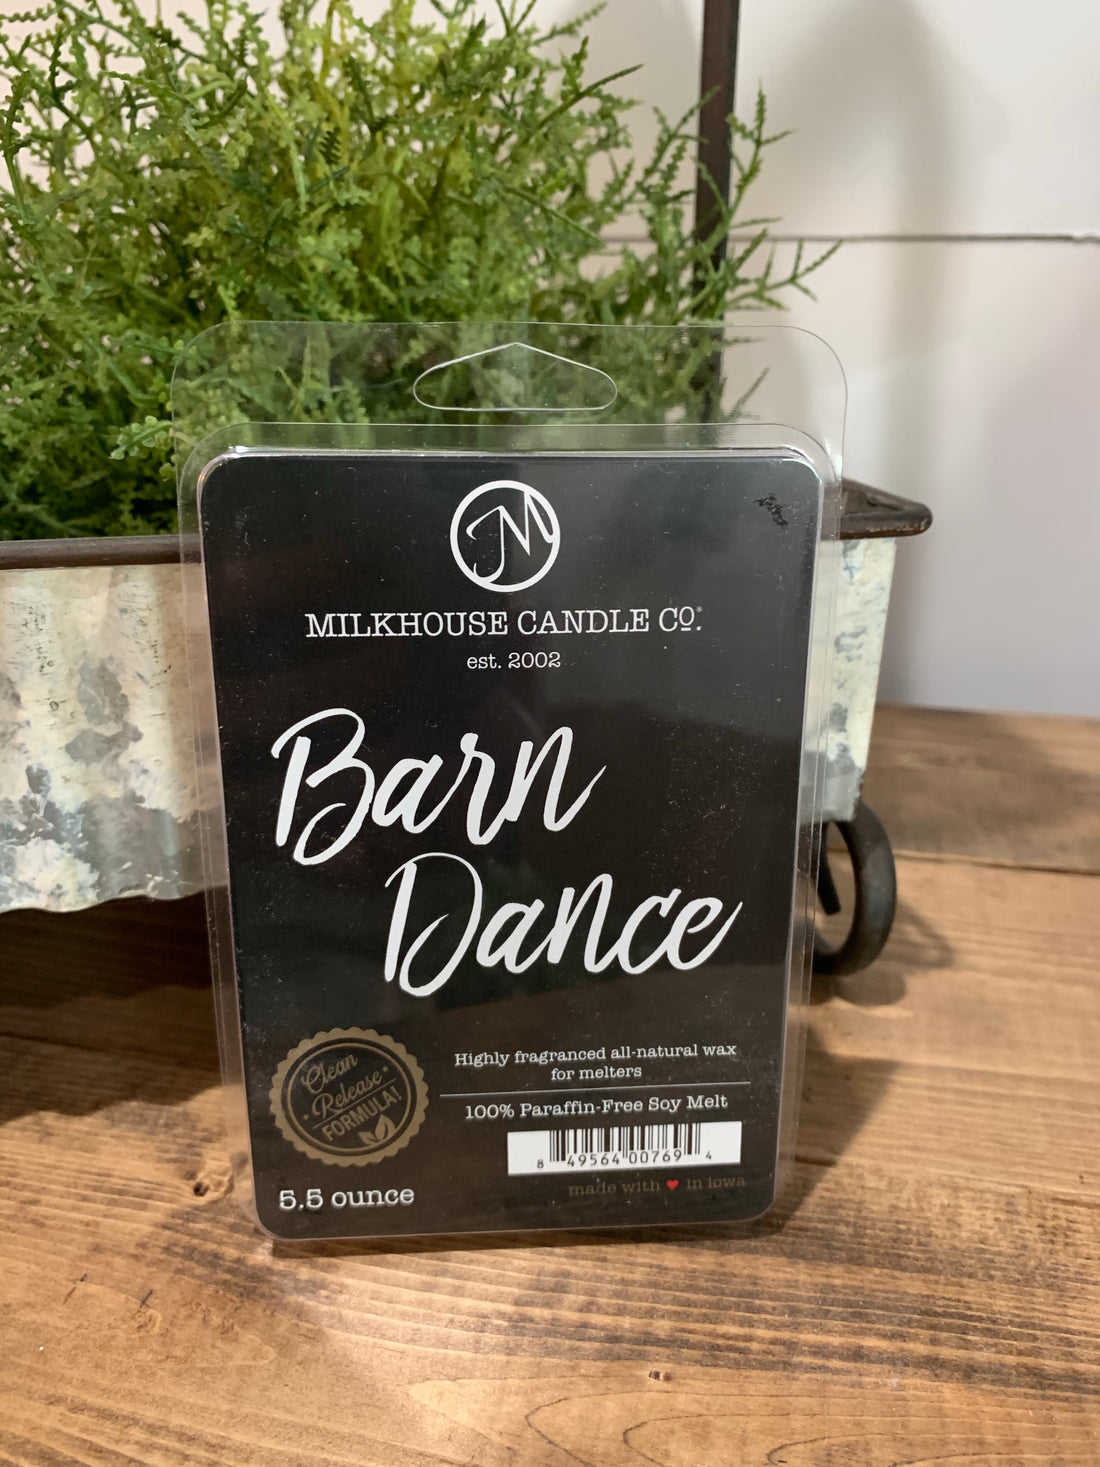 M
MILKHOUSE CANDLE CO.®
est. 2002
Barn
Dance
Clean
Release
FORMULA!
Highly fragranced all-natural wax
for melters
100% Paraffin-Free Soy Melt
8 49564 00769 4
made with ♥ in iowa
5.5 ounce